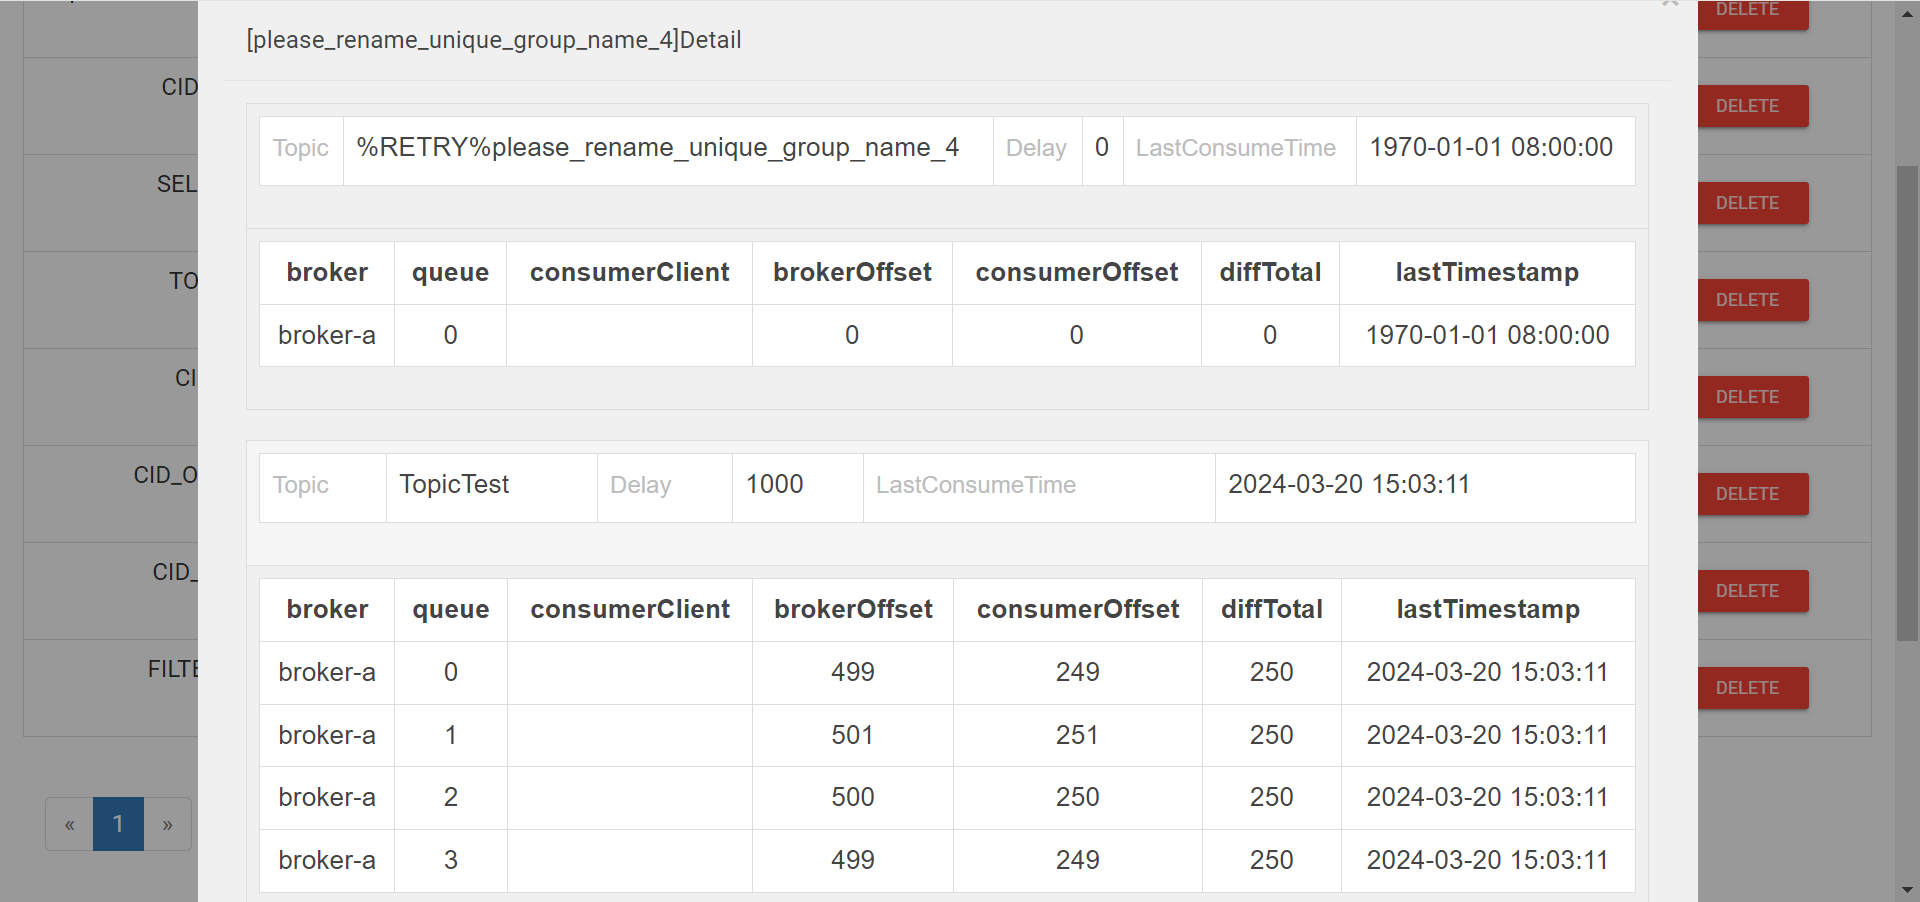 [please_rename_unique_group_name_4]Detail
Topic %RETRY%please_rename_unique_group_name_4 Delay 0 LastConsumeTime 1970-01-01 08:00:00
broker queue consumerClient brokerOffset consumerOffset diffTotal lastTimestamp
broker-a 0 0 0 0 1970-01-01 08:00:00
Topic TopicTest Delay 1000 LastConsumeTime 2024-03-20 15:03:11
broker queue consumerClient brokerOffset consumerOffset diffTotal lastTimestamp
broker-a 0 499 249 250 2024-03-20 15:03:11
broker-a 1 501 251 250 2024-03-20 15:03:11
broker-a 2 500 250 250 2024-03-20 15:03:11
broker-a 3 499 249 250 2024-03-20 15:03:11
CID
SEL
TO
CI
CID_O
CID_
FILTE
DELETE
DELETE
DELETE
DELETE
DELETE
DELETE
DELETE
DELETE
« 1 »